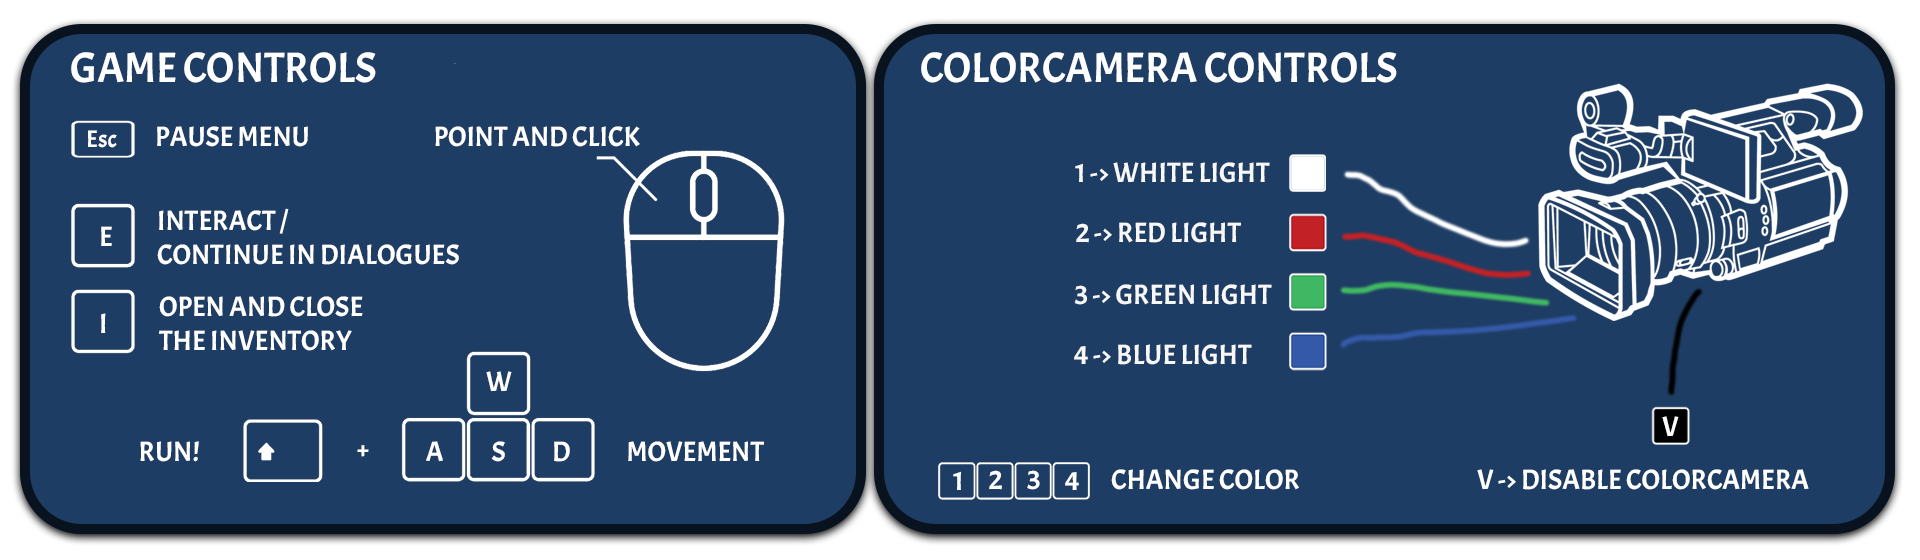 GAME CONTROLS
Esc PAUSE MENU
POINT AND CLICK
E INTERACT /
CONTINUE IN DIALOGUES
I OPEN AND CLOSE
THE INVENTORY
W
RUN! + A S D MOVEMENT
COLORCAMERA CONTROLS
1 -> WHITE LIGHT
2 -> RED LIGHT
3 -> GREEN LIGHT
4 -> BLUE LIGHT
V
1 2 3 4 CHANGE COLOR
V -> DISABLE COLORCAMERA